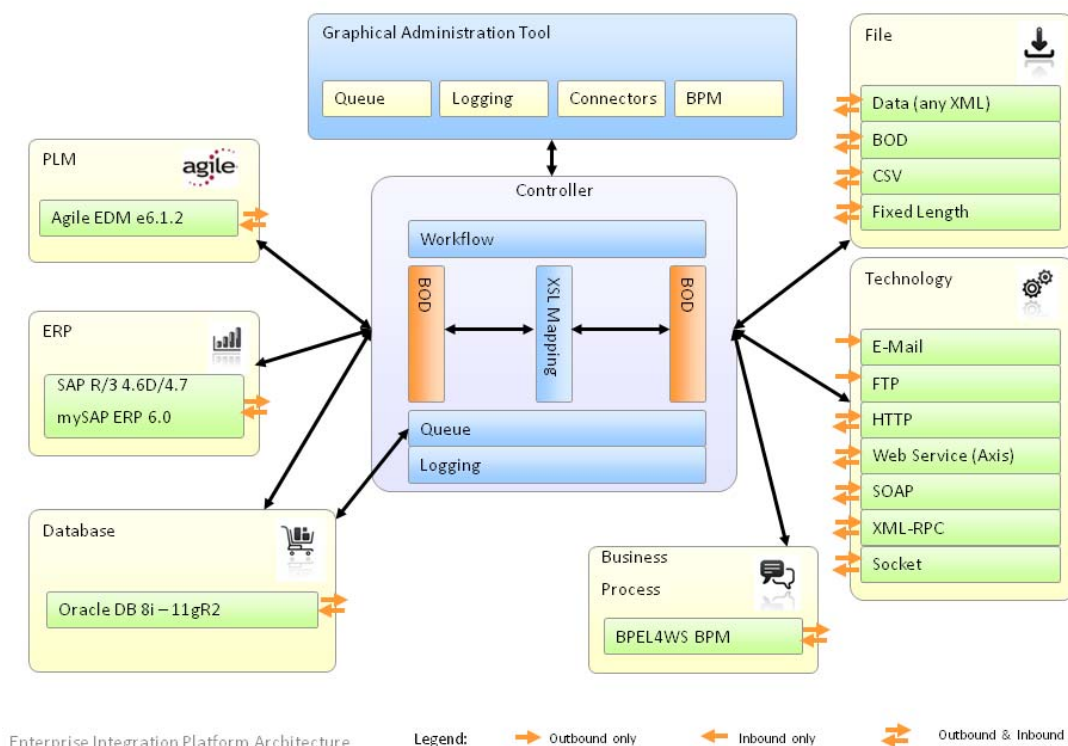 Graphical Administration Tool
Queue
Logging
Connectors
BPM
File
Data (any XML)
BOD
CSV
Fixed Length
PLM
agile
Agile EDM e6.1.2
Controller
Workflow
BOD
XSL Mapping
BOD
Queue
Logging
Technology
E-Mail
FTP
HTTP
Web Service (Axis)
SOAP
XML-RPC
Socket
ERP
SAP R/3 4.6D/4.7
mySAP ERP 6.0
Database
Oracle DB 8i – 11gR2
Business
Process
BPEL4WS BPM
Enterprise Integration Platform Architecture
Legend:
Outbound only
Inbound only
Outbound & Inbound